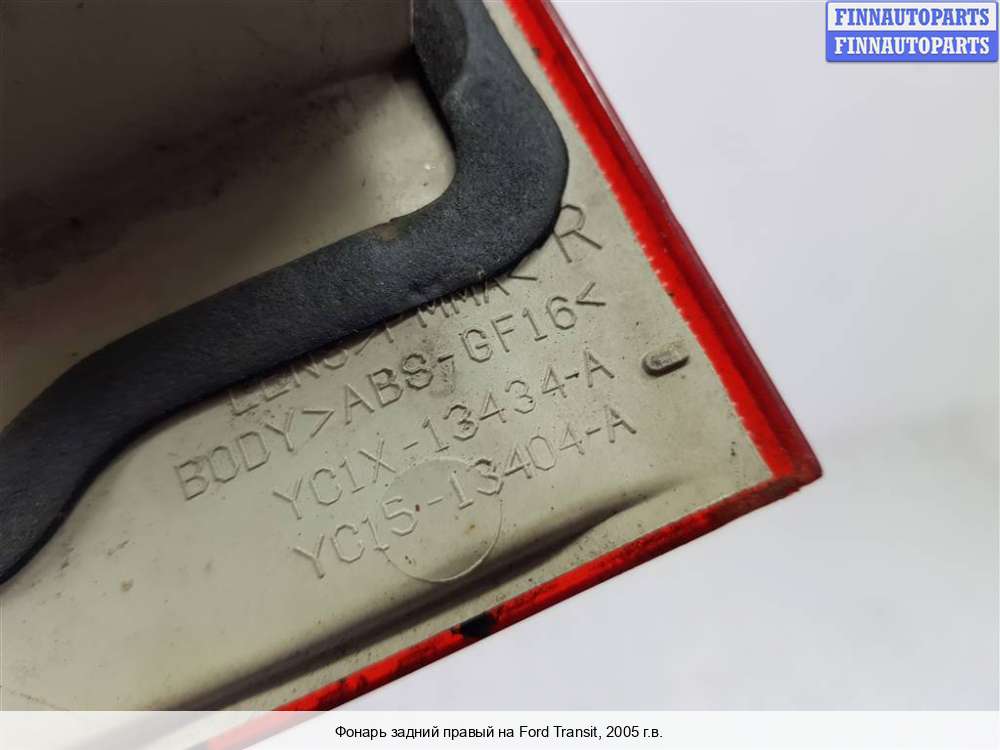 FINNAUTOPARTS
FINNAUTOPARTS
R
BODY>ABS-GF16<
YC1X-13434-A
YC15-13404-A
Фонарь задний правый на Ford Transit, 2005 г.в.